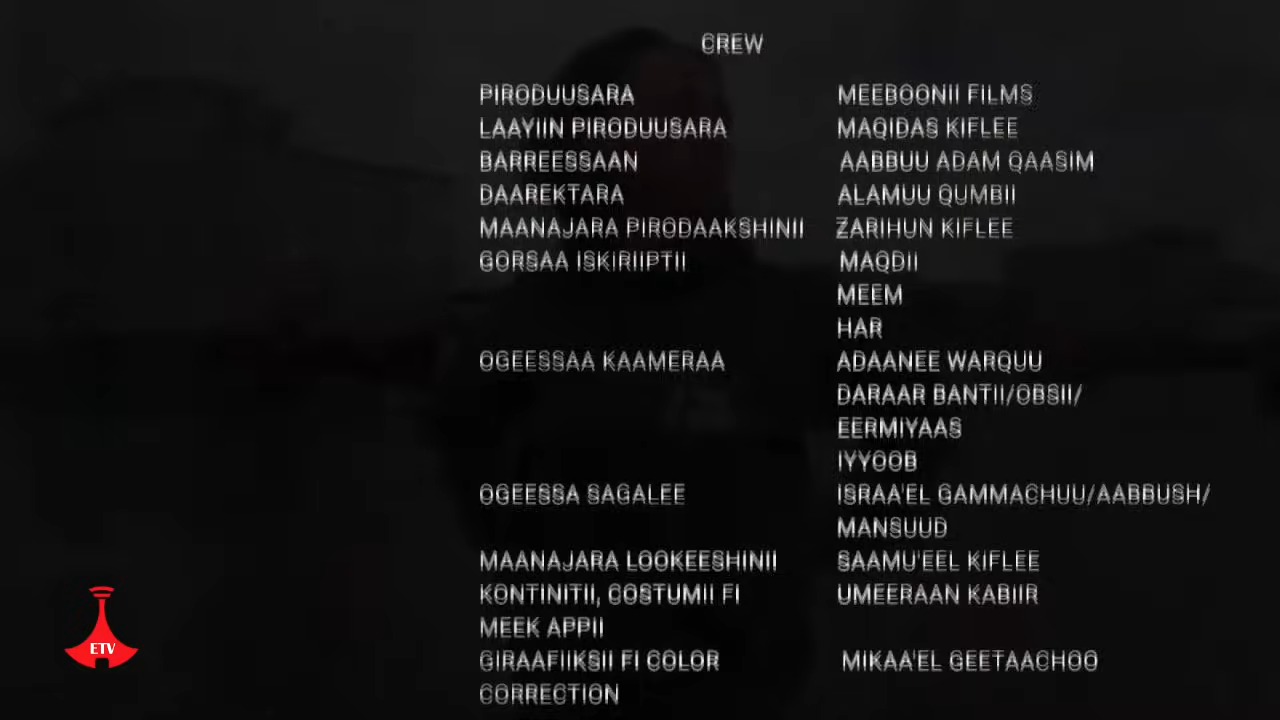 CREW
PIRODUUSARA MEEBOONII FILMS
LAAYIIN PIRODUUSARA MAQIDAS KIFLEE
BARREESSAAN AABBUU ADAM QAASIM
DAAREKTARA ALAMUU QUMBII
MAANAJARA PIRODAAKSHINII ZARIHUN KIFLEE
GORSAA ISKIRIIPTII MAQDII
MEEM
HAR
OGEESSAA KAAMERAA ADAANEE WARQUU
DARAAR BANTII/OBSII/
EERMIYAAS
IYYOOB
OGEESSA SAGALEE ISRAA'EL GAMMACHUU/AABBUSH/
MANSUUD
MAANAJARA LOOKEESHINII SAAMU'EEL KIFLEE
KONTINITII, COSTUMII FI UMEERAAN KABIIR
MEEK APPII
GIRAAFIIKSII FI COLOR MIKAA'EL GEETAACHOO
CORRECTION
ETV